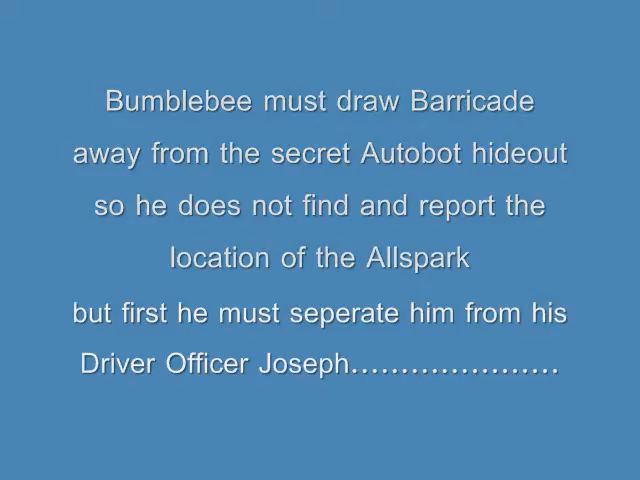 Bumblebee must draw Barricade
away from the secret Autobot hideout
so he does not find and report the
location of the Allspark
but first he must seperate him from his
Driver Officer Joseph.....................